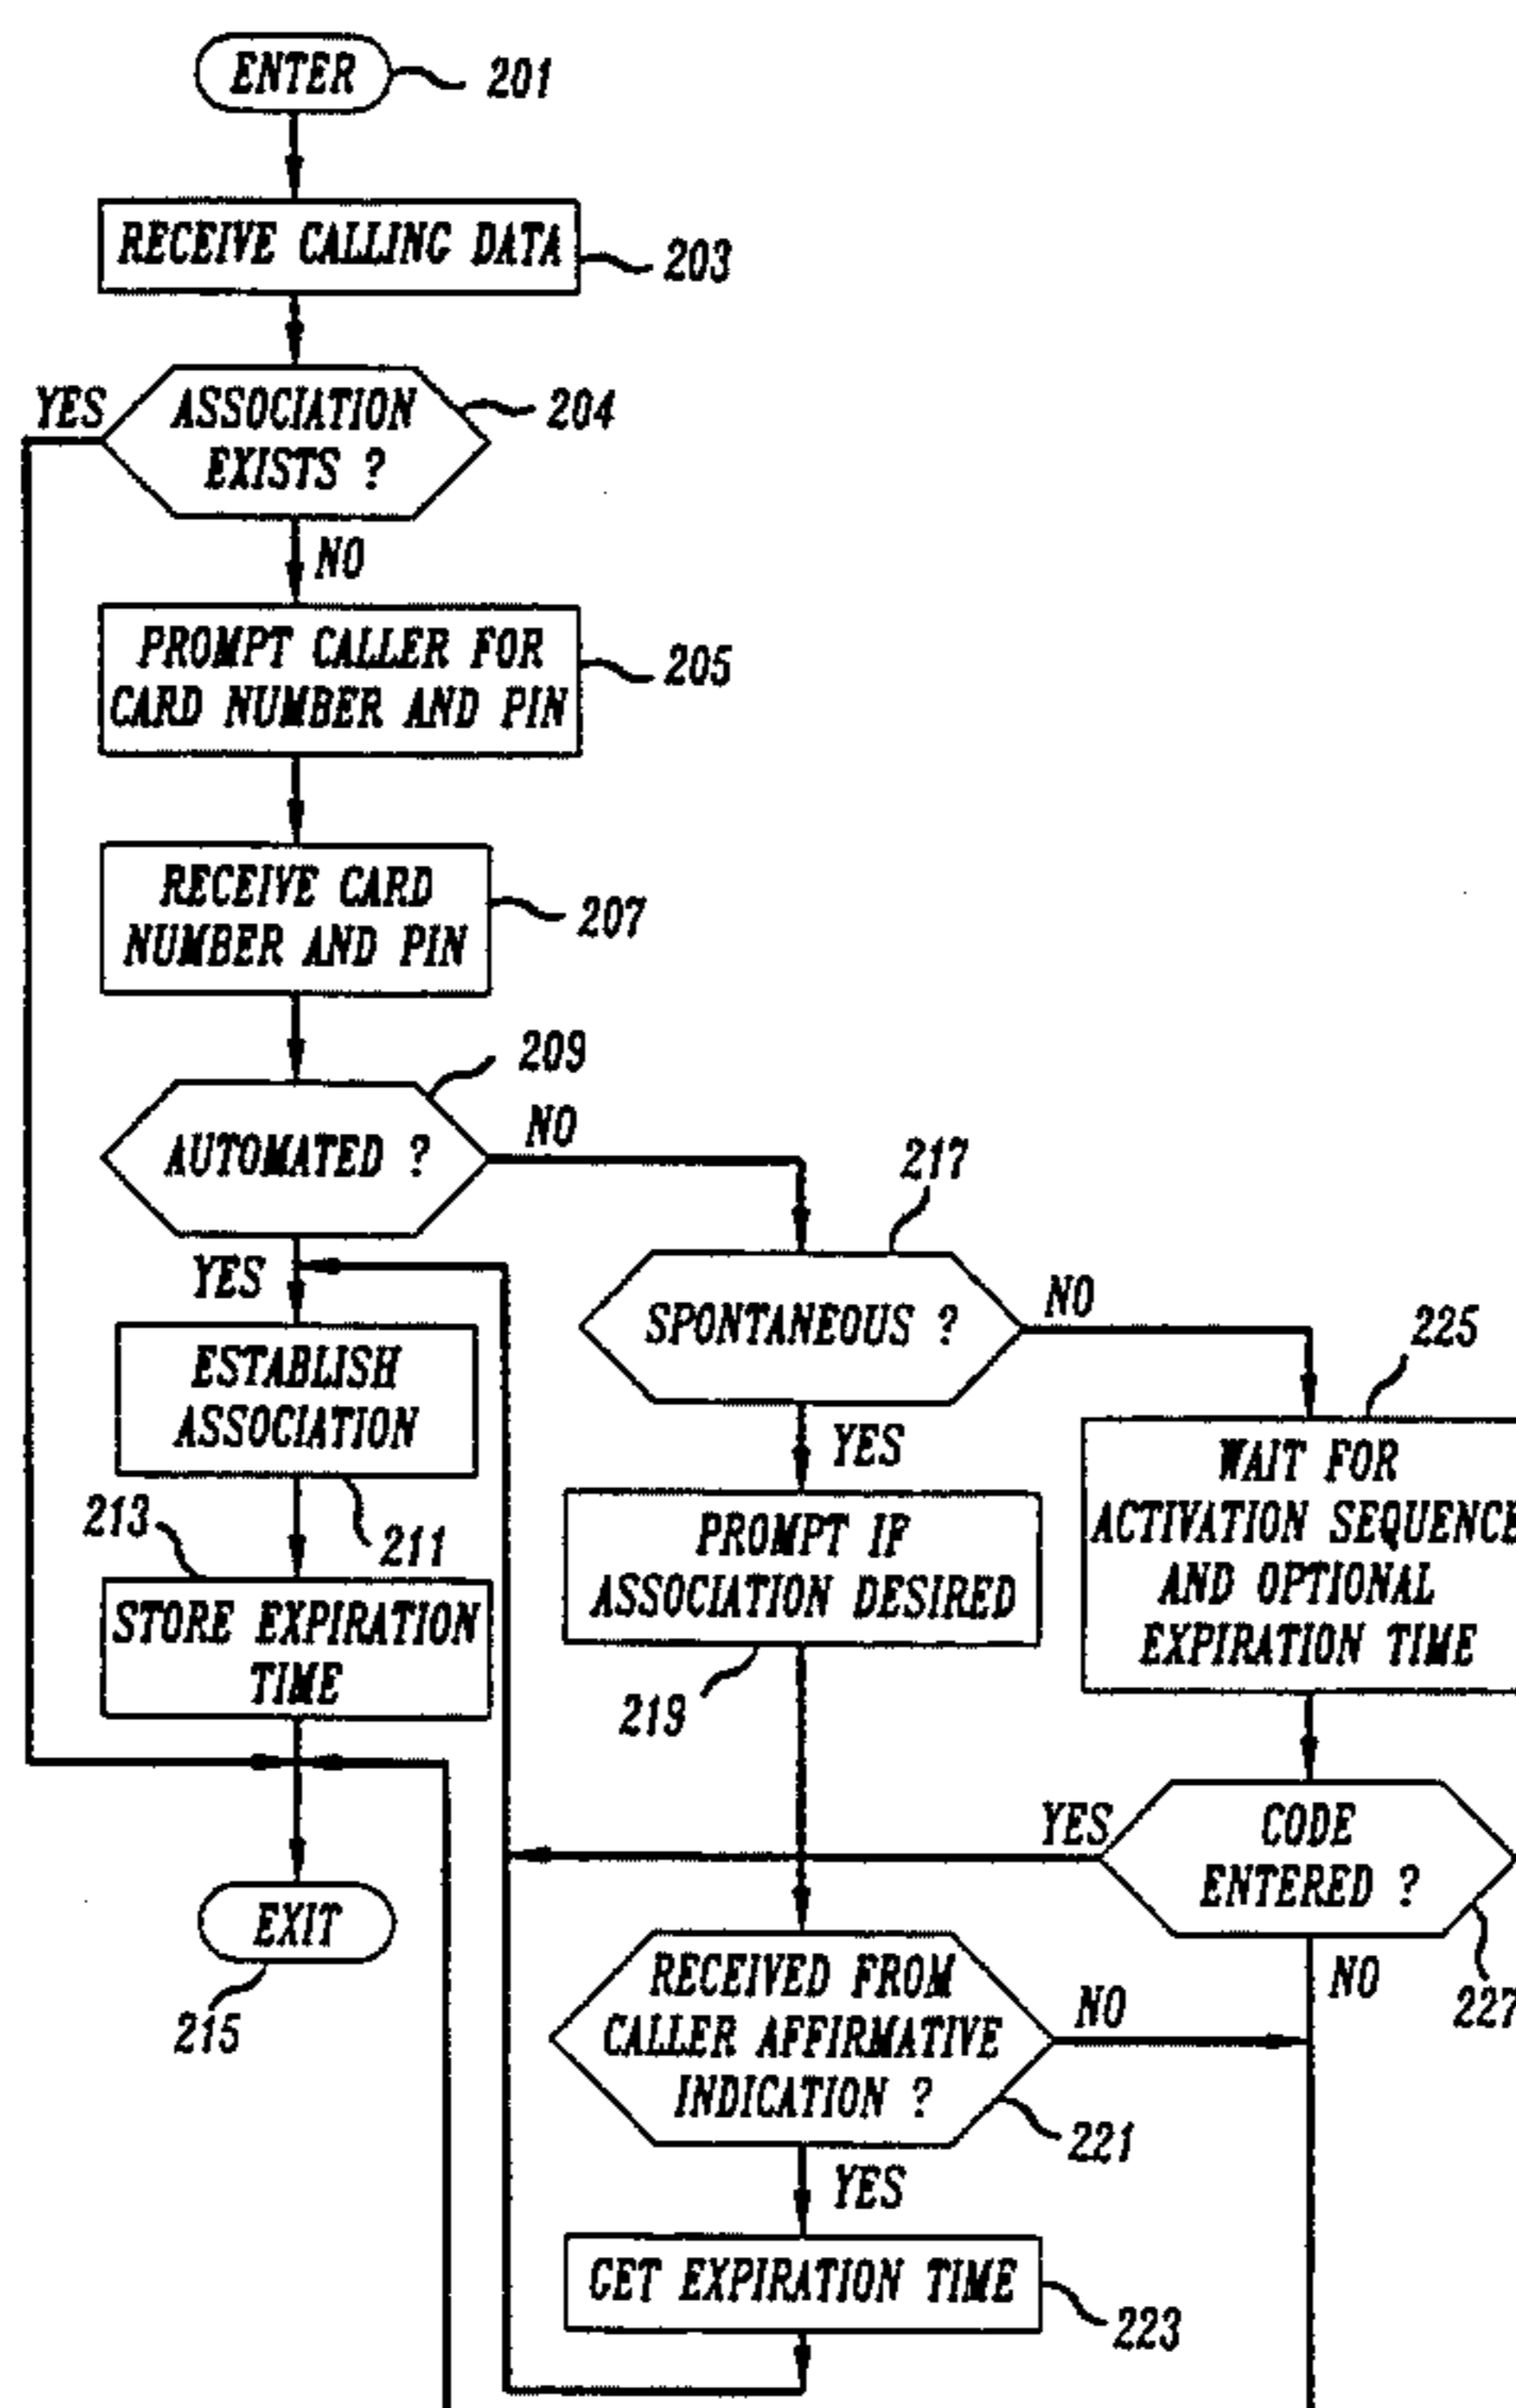 ENTER
201
RECEIVE CALLING DATA
203
YES
ASSOCIATION
EXISTS ?
204
NO
PROMPT CALLER FOR
CARD NUMBER AND PIN
205
RECEIVE CARD
NUMBER AND PIN
207
209
AUTOMATED ?
NO
217
YES
SPONTANEOUS ?
NO
225
ESTABLISH
ASSOCIATION
211
YES
WAIT FOR
ACTIVATION SEQUENCE
AND OPTIONAL
EXPIRATION TIME
213
STORE EXPIRATION
TIME
PROMPT IF
ASSOCIATION DESIRED
219
YES
CODE
ENTERED ?
227
NO
EXIT
215
RECEIVED FROM
CALLER AFFIRMATIVE
INDICATION ?
NO
221
YES
GET EXPIRATION TIME
223